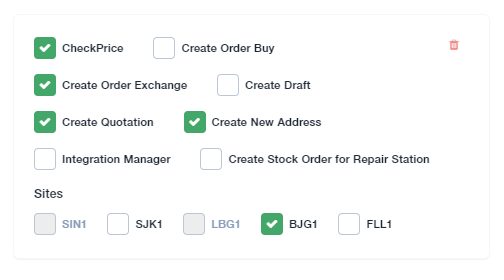 CheckPrice Create Order Buy
Create Order Exchange Create Draft
Create Quotation Create New Address
Integration Manager Create Stock Order for Repair Station
Sites
SIN1 SJK1 LBG1 BJG1 FLL1